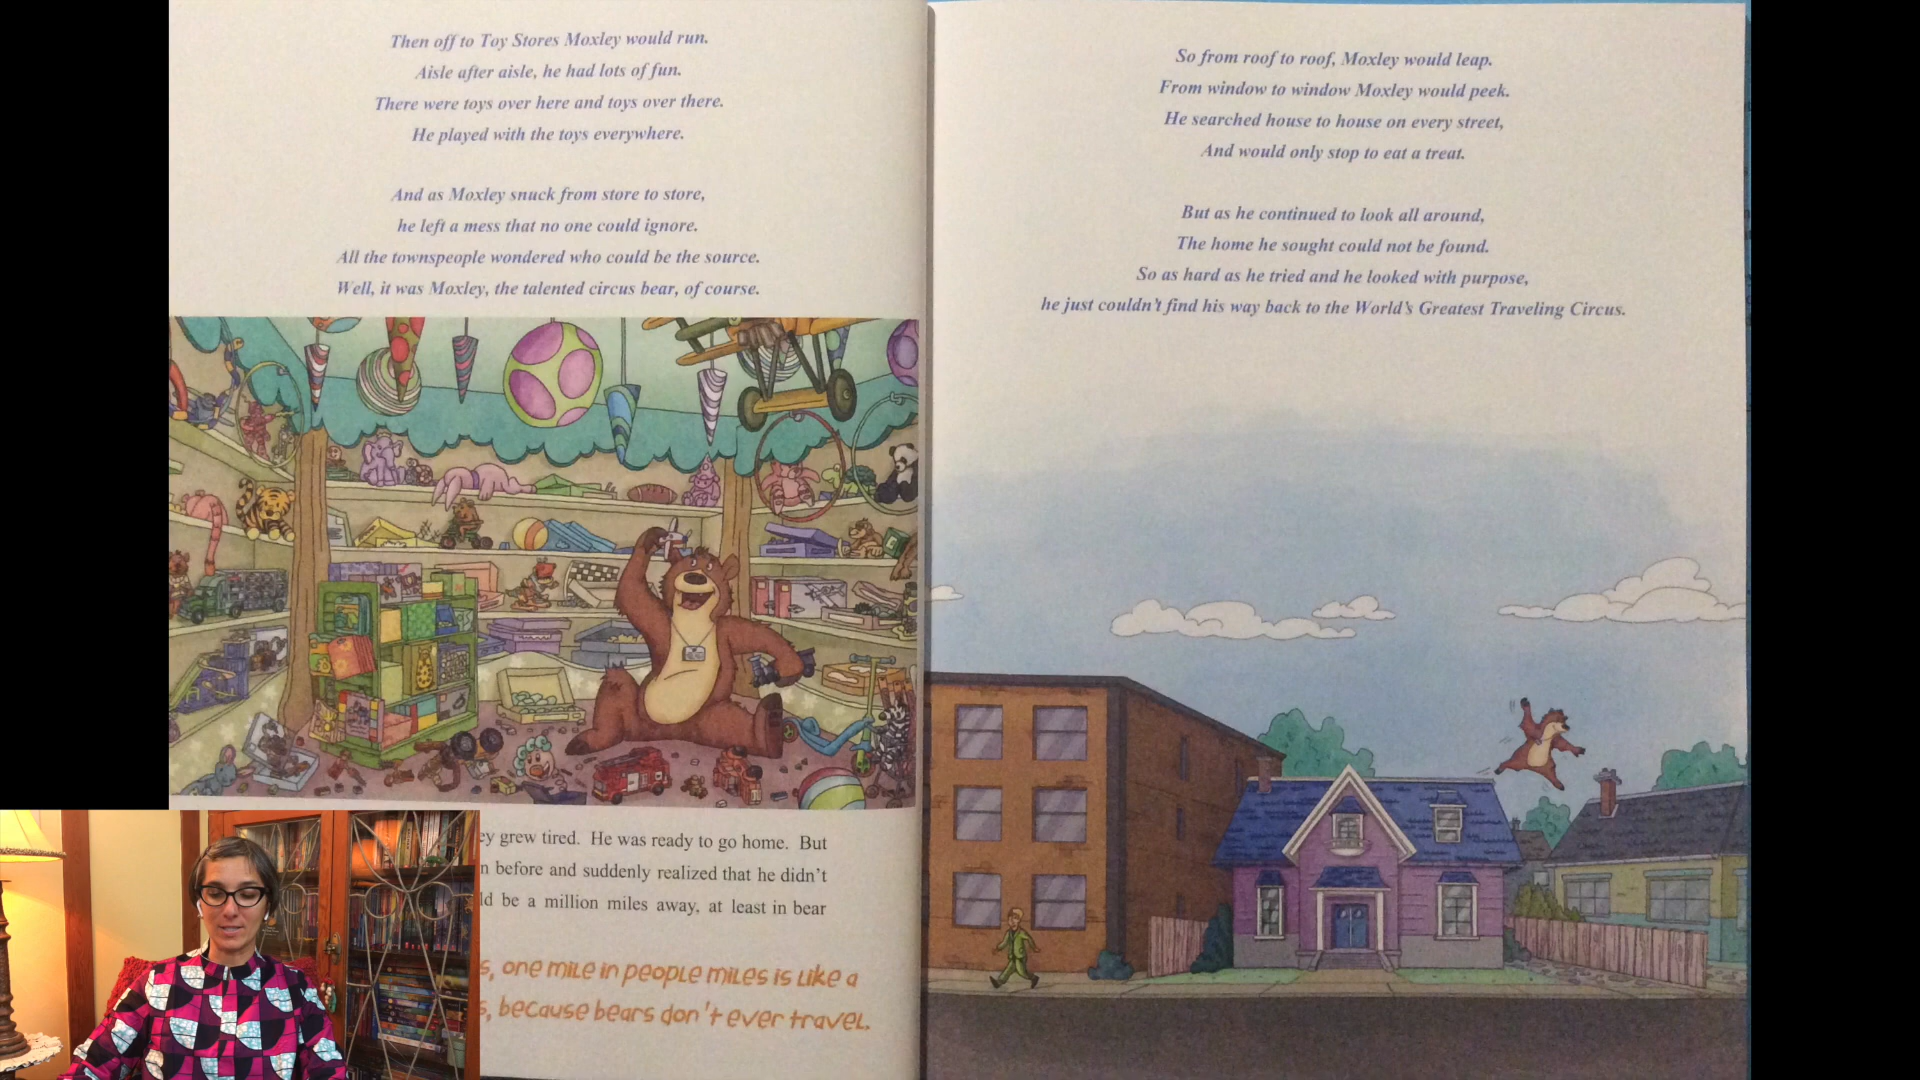 Then off to Toy Stores Moxley would run.
Aisle after aisle, he had lots of fun.
There were toys over here and toys over there.
He played with the toys everywhere.
And as Moxley snuck from store to store,
he left a mess that no one could ignore.
All the townspeople wondered who could be the source.
Well, it was Moxley, the talented circus bear, of course.
grew tired. He was ready to go home. But
before and suddenly realized that he didn't
be a million miles away, at least in bear
, one mile in people miles is like a
, because bears don't ever travel.
So from roof to roof, Moxley would leap.
From window to window Moxley would peek.
He searched house to house on every street,
And would only stop to eat a treat.
But as he continued to look all around,
The home he sought could not be found.
So as hard as he tried and he looked with purpose,
he just couldn't find his way back to the World's Greatest Traveling Circus.